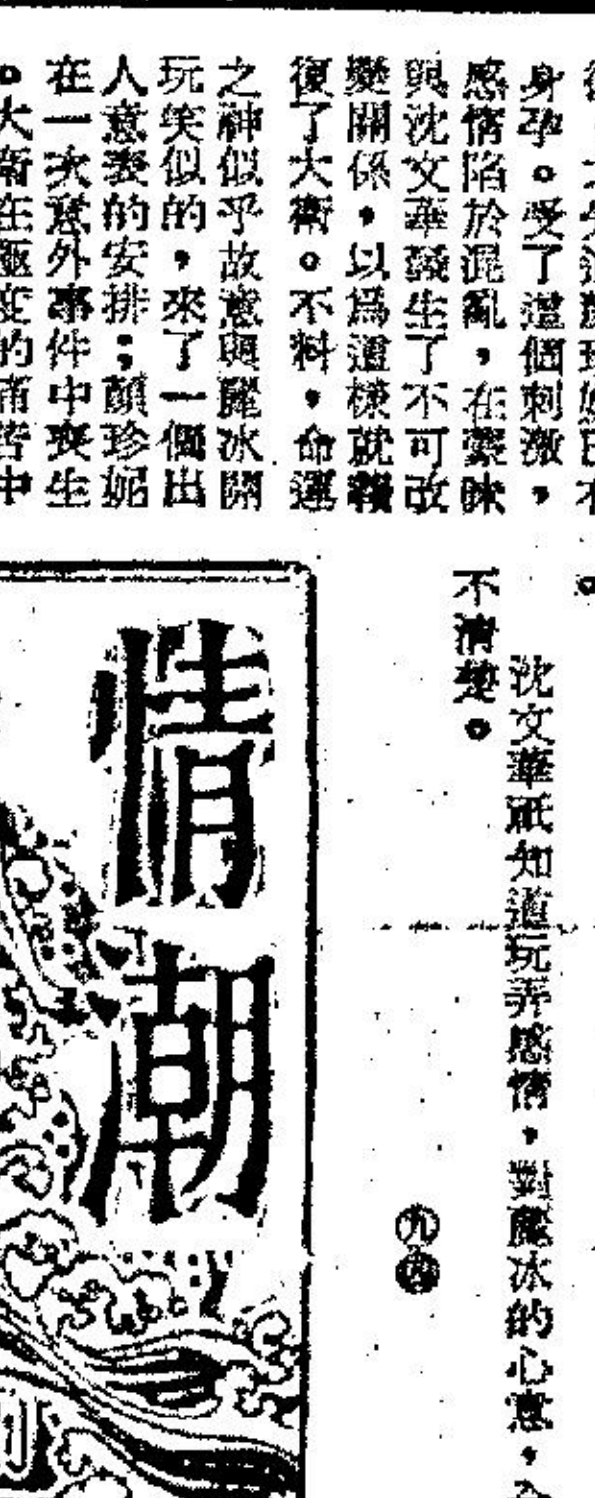 身孕。受了這個刺激，
感情陷於混亂，在曖昧
與沈文華發生了不可改
變關係，以為這樣就報
復了大衛。不料，命運
之神似乎故意與麗冰開
玩笑似的，來了一個出
人意表的安排；顏珍妮
在一次意外事件中喪生
。大衛在極度的痛苦中
沈文華祇知道玩弄感情，對麗冰的心意，
不清楚。
九四
情潮